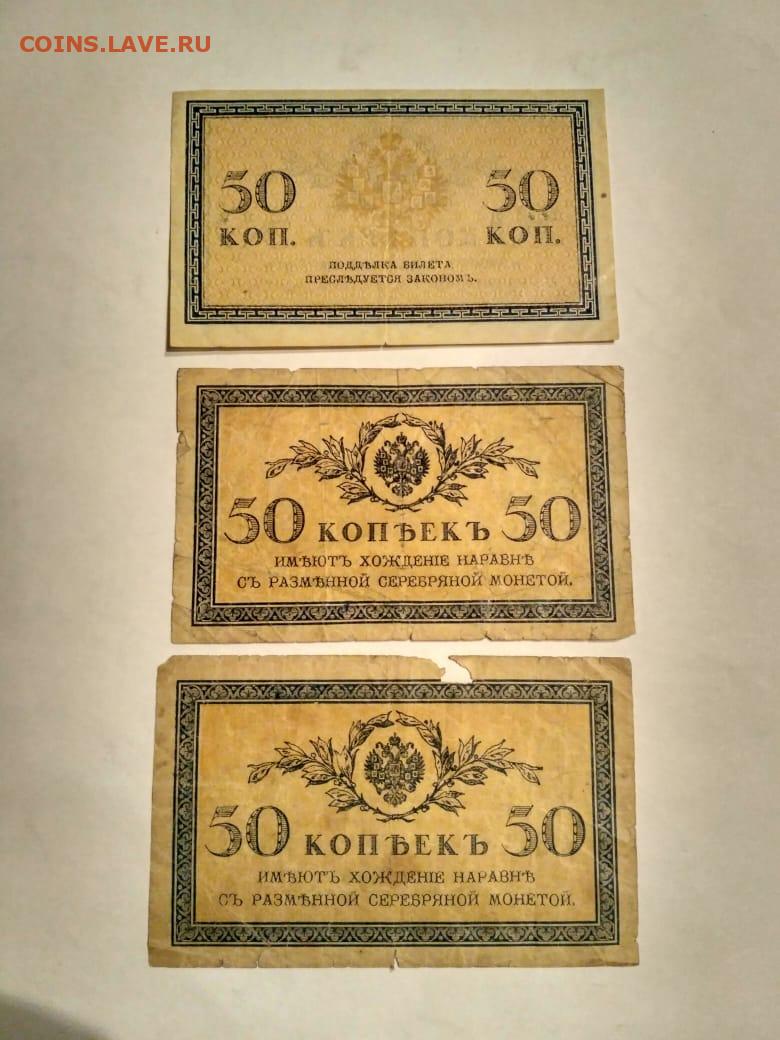 COINS.LAVE.RU
50 50
КОП. КОП.
ПОДДѢЛКА БИЛЕТА
ПРЕСЛѢДУЕТСЯ ЗАКОНОМЪ.
50 КОПѢЕКЪ 50
ИМѢЮТЪ ХОЖДЕНІЕ НАРАВНѢ
СЪ РАЗМѢННОЙ СЕРЕБРЯНОЙ МОНЕТОЙ.
50 КОПѢЕКЪ 50
ИМѢЮТЪ ХОЖДЕНІЕ НАРАВНѢ
СЪ РАЗМѢННОЙ СЕРЕБРЯНОЙ МОНЕТОЙ.